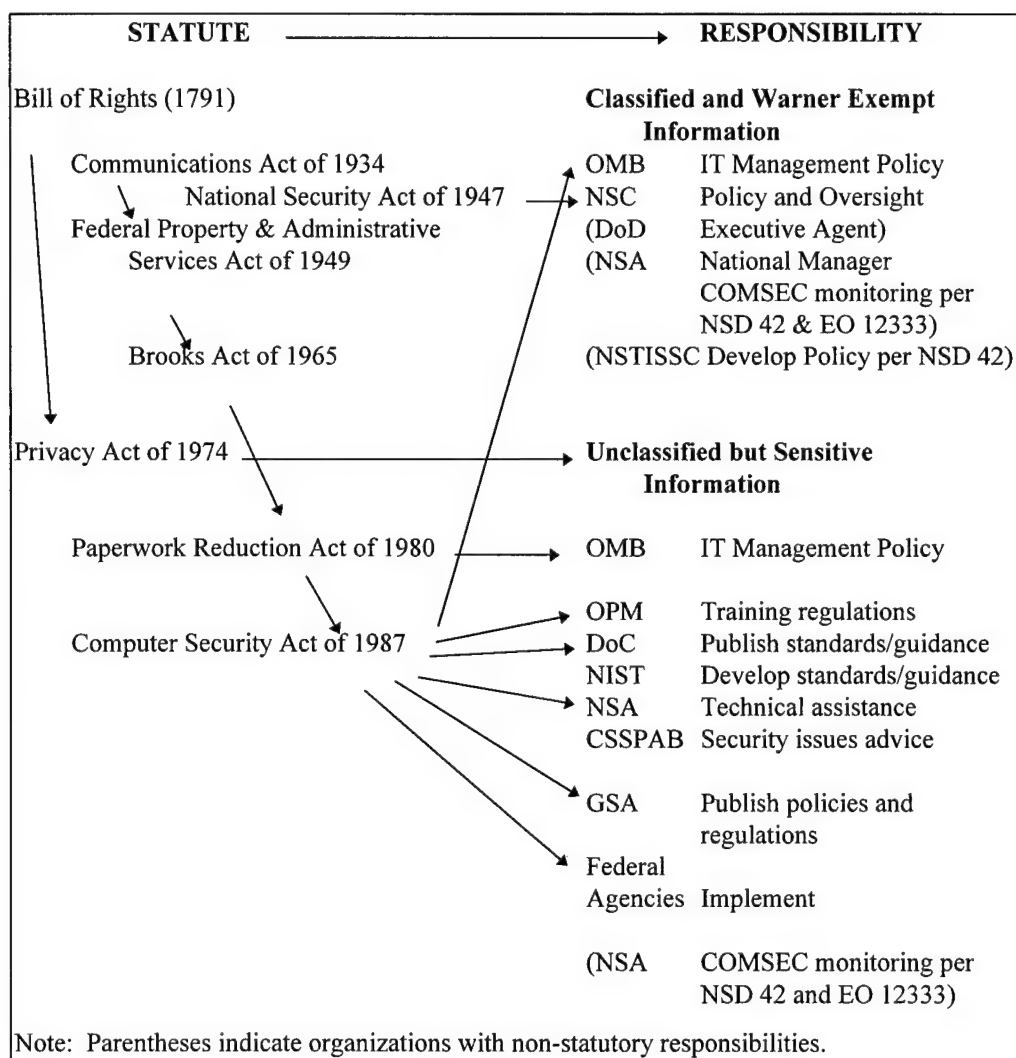 STATUTE RESPONSIBILITY
Bill of Rights (1791)
Communications Act of 1934
National Security Act of 1947
Federal Property & Administrative
Services Act of 1949
Brooks Act of 1965
Privacy Act of 1974
Paperwork Reduction Act of 1980
Computer Security Act of 1987
Classified and Warner Exempt
Information
OMB IT Management Policy
NSC Policy and Oversight
(DoD Executive Agent)
(NSA National Manager
COMSEC monitoring per
NSD 42 & EO 12333)
(NSTISSC Develop Policy per NSD 42)
Unclassified but Sensitive
Information
OMB IT Management Policy
OPM Training regulations
DoC Publish standards/guidance
NIST Develop standards/guidance
NSA Technical assistance
CSSPAB Security issues advice
GSA Publish policies and
regulations
Federal
Agencies Implement
(NSA COMSEC monitoring per
NSD 42 and EO 12333)
Note: Parentheses indicate organizations with non-statutory responsibilities.